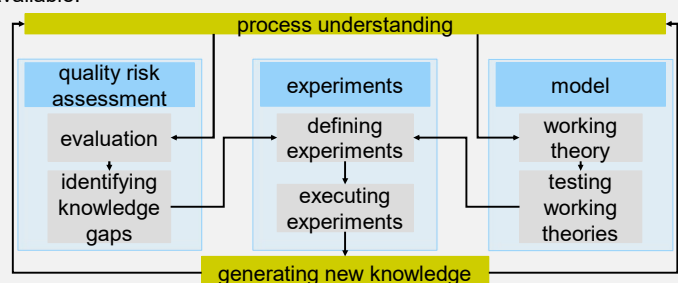 process understanding
quality risk
assessment
evaluation
identifying
knowledge
gaps
experiments
defining
experiments
executing
experiments
model
working
theory
testing
working
theories
generating new knowledge